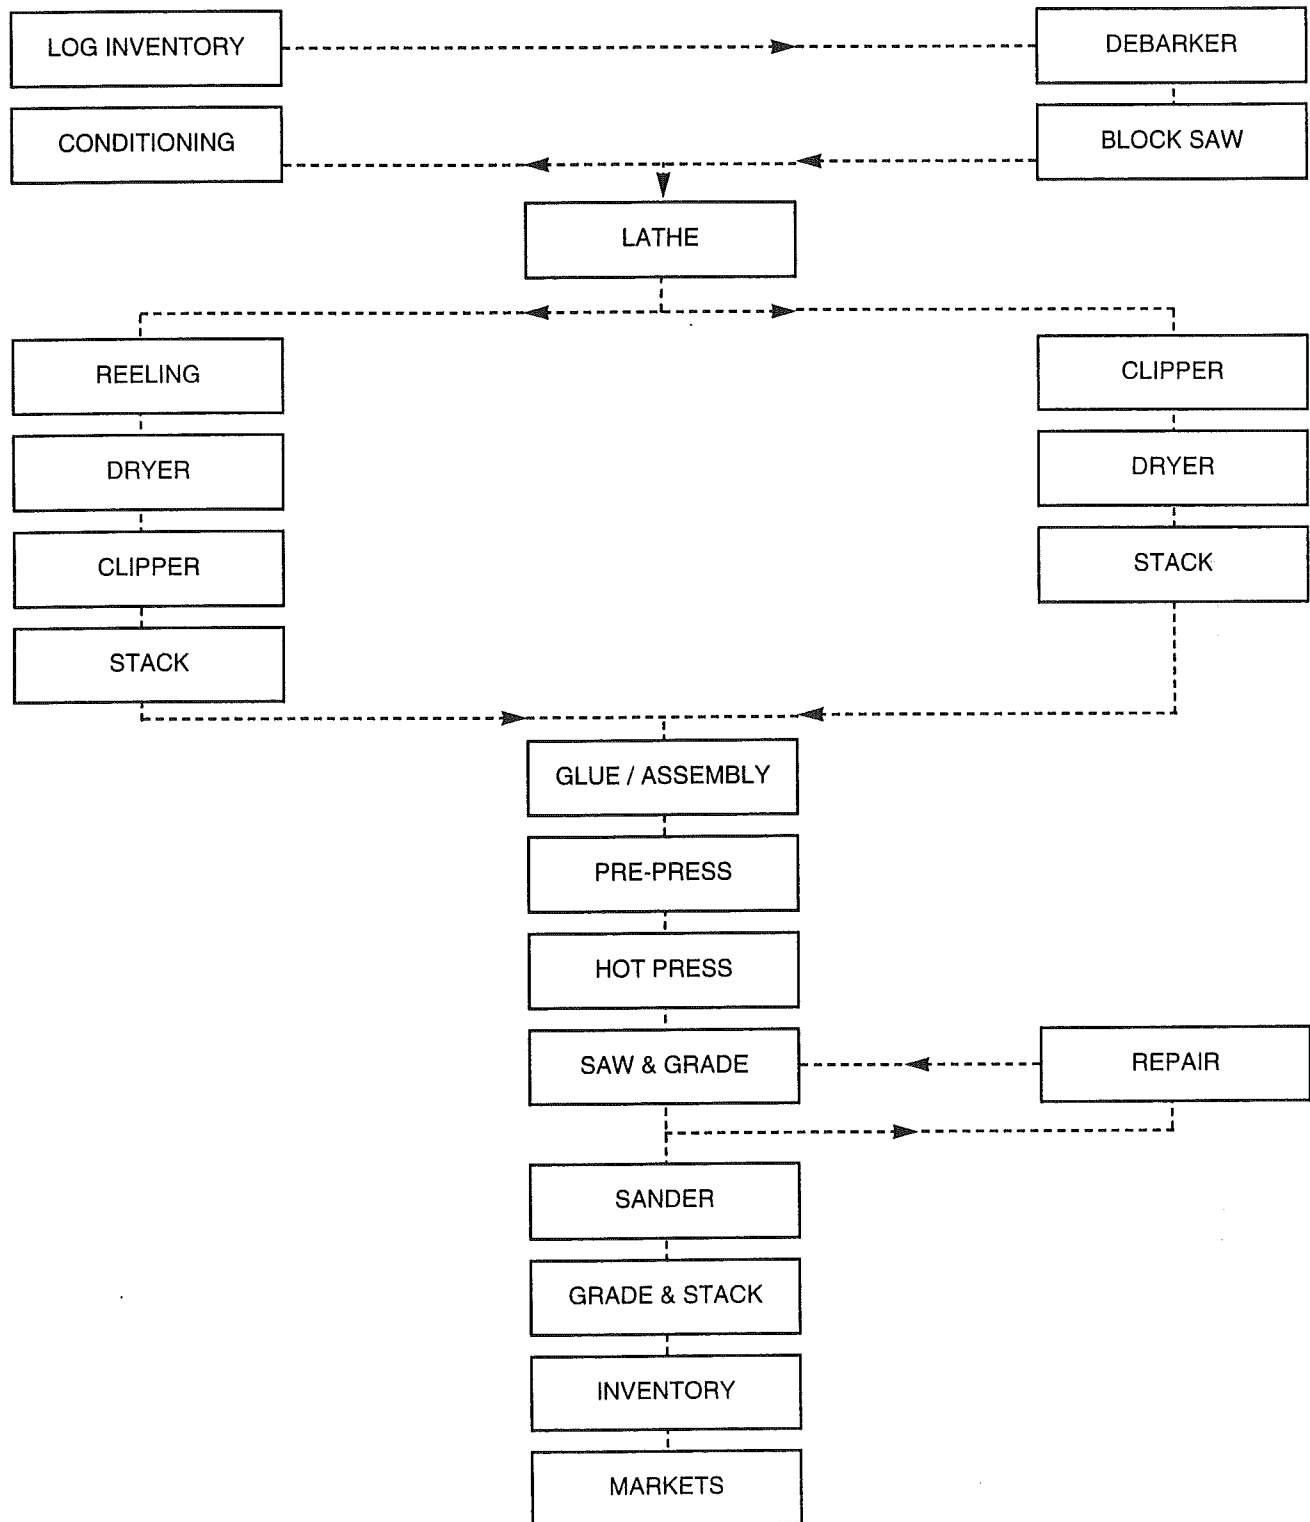 LOG INVENTORY
DEBARKER
CONDITIONING
BLOCK SAW
LATHE
REELING
CLIPPER
DRYER
DRYER
CLIPPER
STACK
STACK
GLUE / ASSEMBLY
PRE-PRESS
HOT PRESS
SAW & GRADE
REPAIR
SANDER
GRADE & STACK
INVENTORY
MARKETS